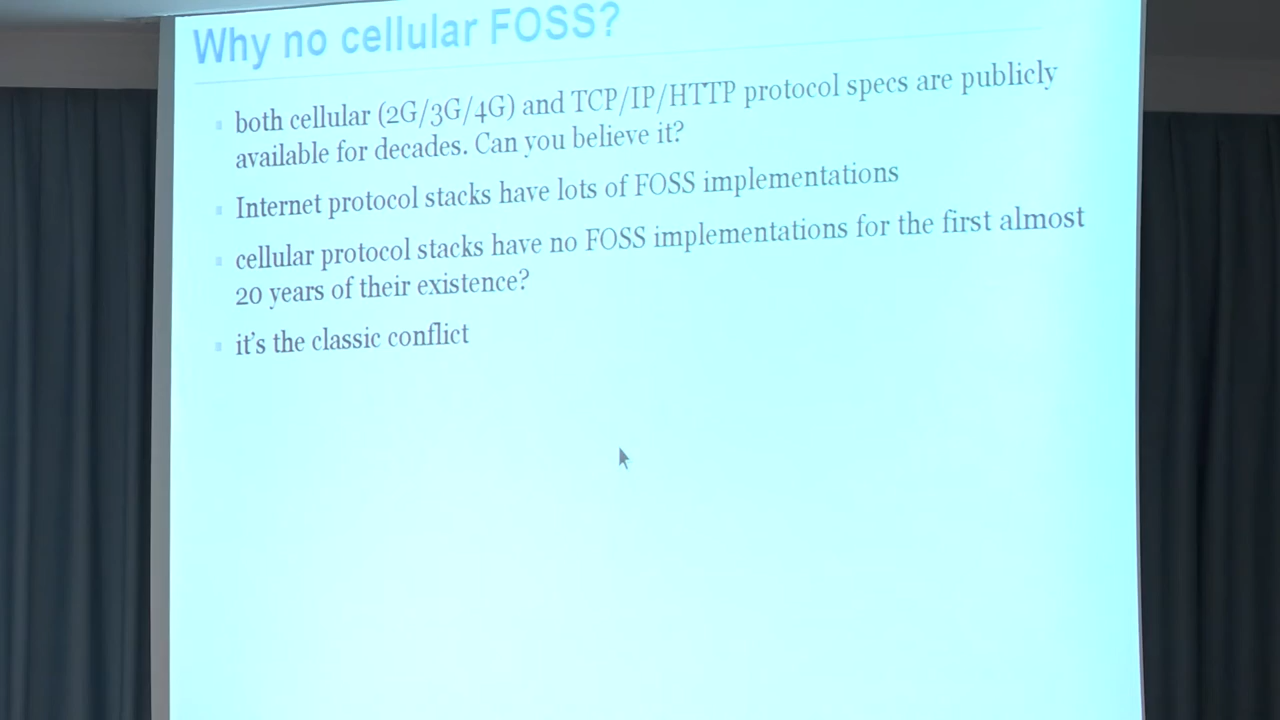 Why no cellular FOSS?
both cellular (2G/3G/4G) and TCP/IP/HTTP protocol specs are publicly
available for decades. Can you believe it?
Internet protocol stacks have lots of FOSS implementations
cellular protocol stacks have no FOSS implementations for the first almost
20 years of their existence?
it's the classic conflict